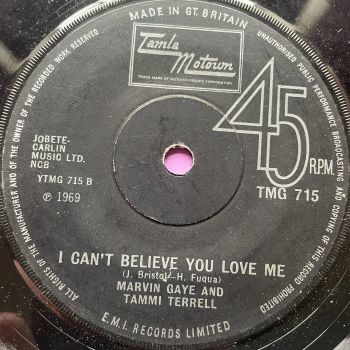 MADE IN GT. BRITAIN
UNAUTHORISED PUBLIC PERFORMANCE BROADCASTING AND COPYING OF THIS RECORD PROHIBITED
ALL RIGHTS OF THE MANUFACTURER AND OF THE OWNER OF THE RECORDED WORK RESERVED
Tamla
Motown
TRADE MARK OF MOTOWN RECORD CORPORATION
45
R.P.M.
TMG 715
JOBETE-
CARLIN
MUSIC LTD.
NCB
YTMG 715 B
℗ 1969
I CAN'T BELIEVE YOU LOVE ME
(J. Bristol-H. Fuqua)
MARVIN GAYE AND
TAMMI TERRELL
E.M.I. RECORDS LIMITED